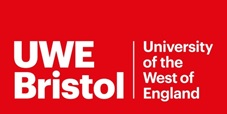 UWE
Bristol
University
of the
West of
England